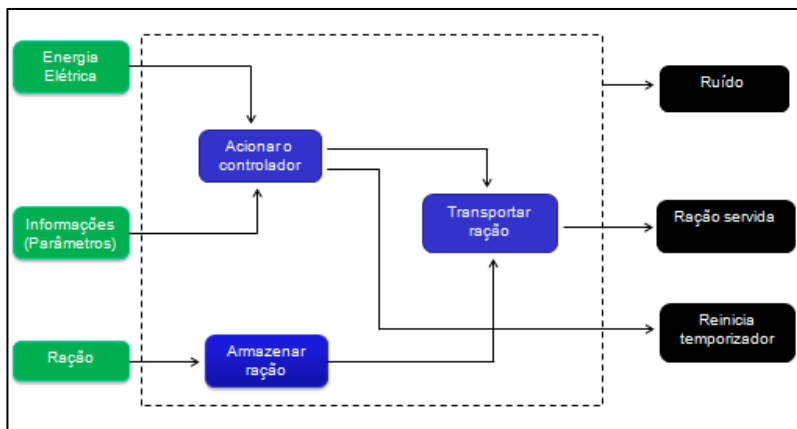 Energia
Elétrica
Ruído
Acionar o
controlador
Informações
(Parâmetros)
Transportar
ração
Ração servida
Reinicia
temporizador
Ração
Armazenar
ração